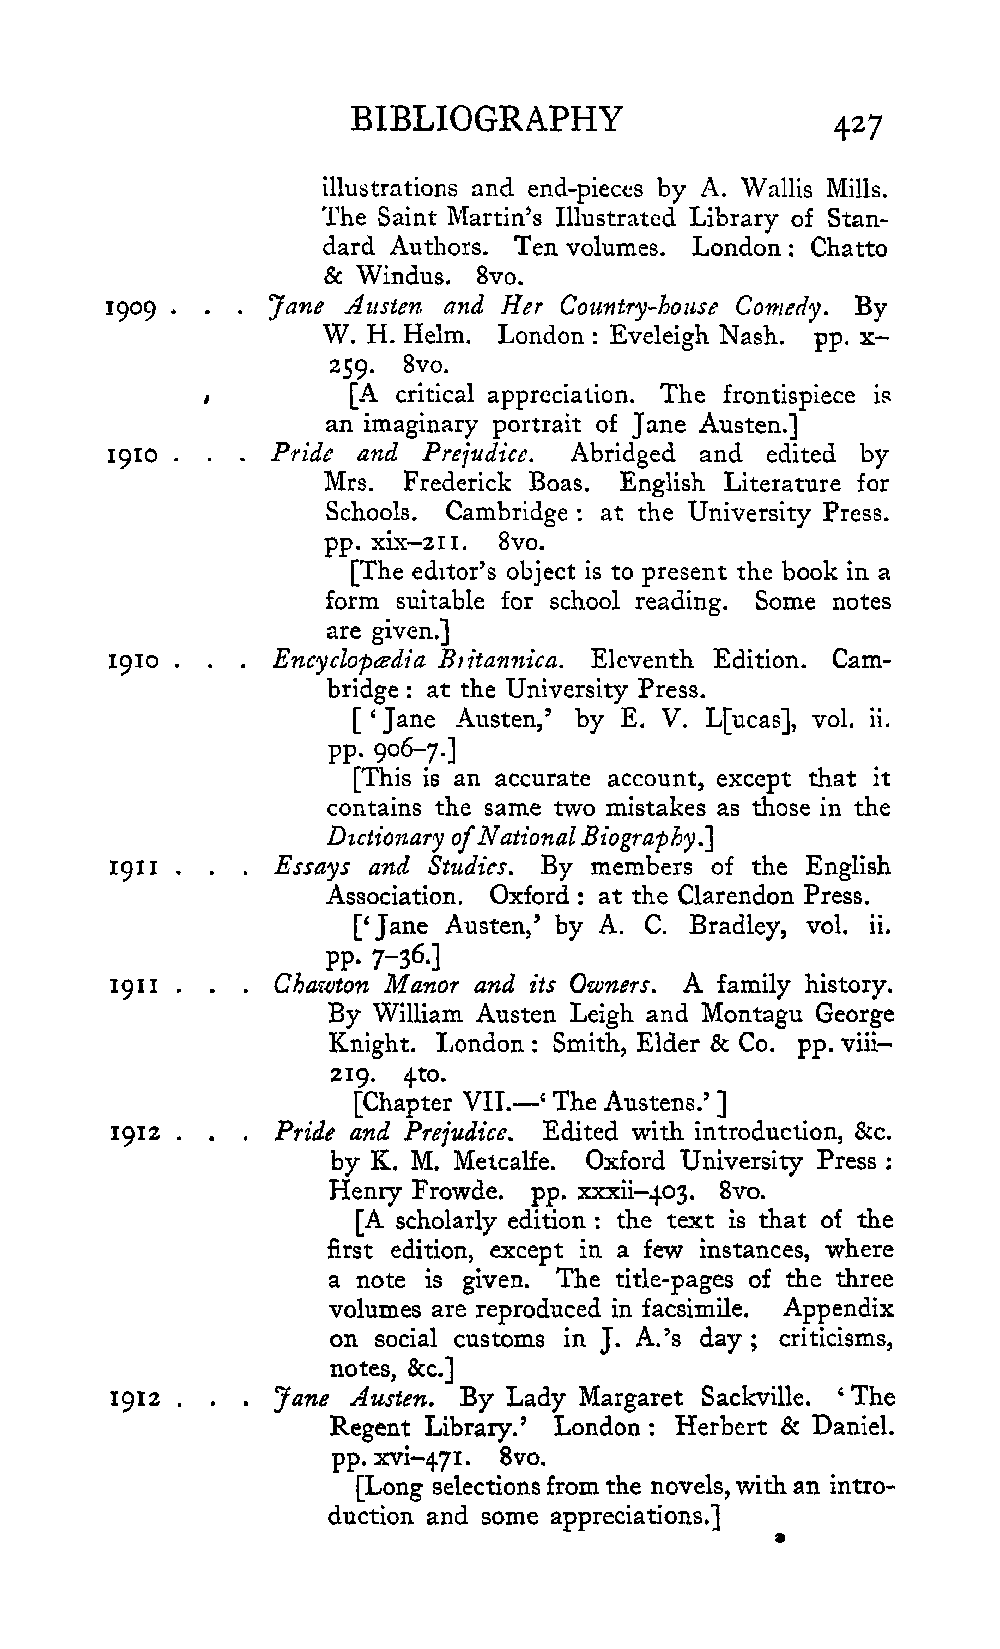 BIBLIOGRAPHY 427
illustrations and end-pieces by A. Wallis Mills.
The Saint Martin's Illustrated Library of Stan-
dard Authors. Ten volumes. London: Chatto
& Windus. 8vo.
1909 . . . Jane Austen and Her Country-house Comedy. By
W. H. Helm. London: Eveleigh Nash. pp. x–
259. 8vo.
[A critical appreciation. The frontispiece is
an imaginary portrait of Jane Austen.]
1910 . . . Pride and Prejudice. Abridged and edited by
Mrs. Frederick Boas. English Literature for
Schools. Cambridge: at the University Press.
pp. xix–211. 8vo.
[The editor's object is to present the book in a
form suitable for school reading. Some notes
are given.]
1910 . . . Encyclopædia Britannica. Eleventh Edition. Cam-
bridge: at the University Press.
[ 'Jane Austen,' by E. V. L[ucas], vol. ii.
pp. 906–7.]
[This is an accurate account, except that it
contains the same two mistakes as those in the
Dictionary of National Biography.]
1911 . . . Essays and Studies. By members of the English
Association. Oxford: at the Clarendon Press.
['Jane Austen,' by A. C. Bradley, vol. ii.
pp. 7–36.]
1911 . . . Chawton Manor and its Owners. A family history.
By William Austen Leigh and Montagu George
Knight. London: Smith, Elder & Co. pp. viii–
219. 4to.
[Chapter VII.—'The Austens.' ]
1912 . . . Pride and Prejudice. Edited with introduction, &c.
by K. M. Metcalfe. Oxford University Press:
Henry Frowde. pp. xxxii–403. 8vo.
[A scholarly edition: the text is that of the
first edition, except in a few instances, where
a note is given. The title-pages of the three
volumes are reproduced in facsimile. Appendix
on social customs in J. A.'s day; criticisms,
notes, &c.]
1912 . . . Jane Austen. By Lady Margaret Sackville. 'The
Regent Library.' London: Herbert & Daniel.
pp. xvi–471. 8vo.
[Long selections from the novels, with an intro-
duction and some appreciations.]